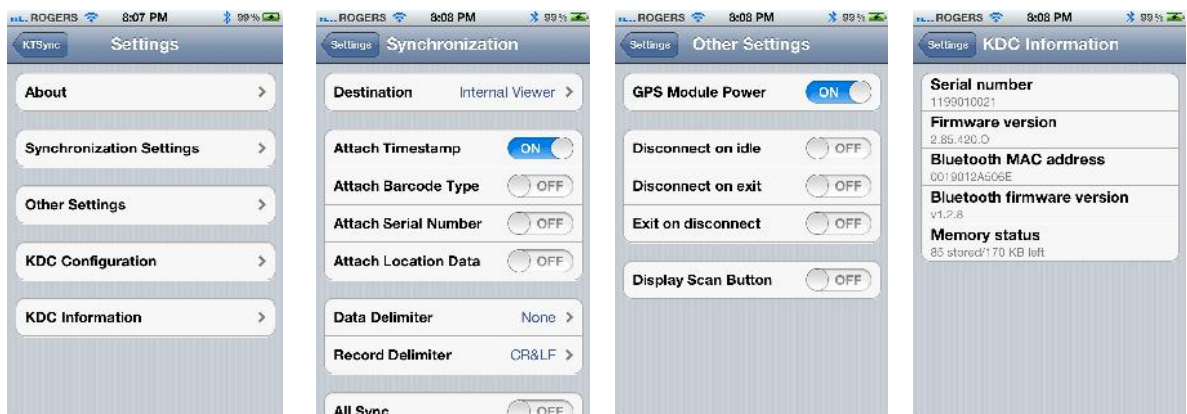 ROGERS 8:07 PM 99%
KTSync Settings
About
Synchronization Settings
Other Settings
KDC Configuration
KDC Information
ROGERS 8:08 PM 99%
Settings Synchronization
Destination Internal Viewer
Attach Timestamp ON
Attach Barcode Type OFF
Attach Serial Number OFF
Attach Location Data OFF
Data Delimiter None
Record Delimiter CR&LF
All Sync OFF
ROGERS 8:08 PM 99%
Settings Other Settings
GPS Module Power ON
Disconnect on idle OFF
Disconnect on exit OFF
Exit on disconnect OFF
Display Scan Button OFF
ROGERS 8:08 PM 99%
Settings KDC Information
Serial number
1199010021
Firmware version
2.85.420.O
Bluetooth MAC address
0019012A506E
Bluetooth firmware version
v1.2.8
Memory status
85 stored/170 KB left